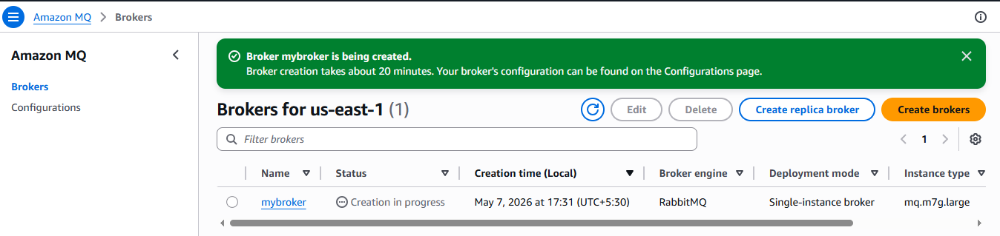 Amazon MQ > Brokers
Amazon MQ
Brokers
Configurations
Broker mybroker is being created.
Broker creation takes about 20 minutes. Your broker's configuration can be found on the Configurations page.
Brokers for us-east-1 (1)
Edit
Delete
Create replica broker
Create brokers
Filter brokers
1
Name Status Creation time (Local) Broker engine Deployment mode Instance type
mybroker Creation in progress May 7, 2026 at 17:31 (UTC+5:30) RabbitMQ Single-instance broker mq.m7g.large